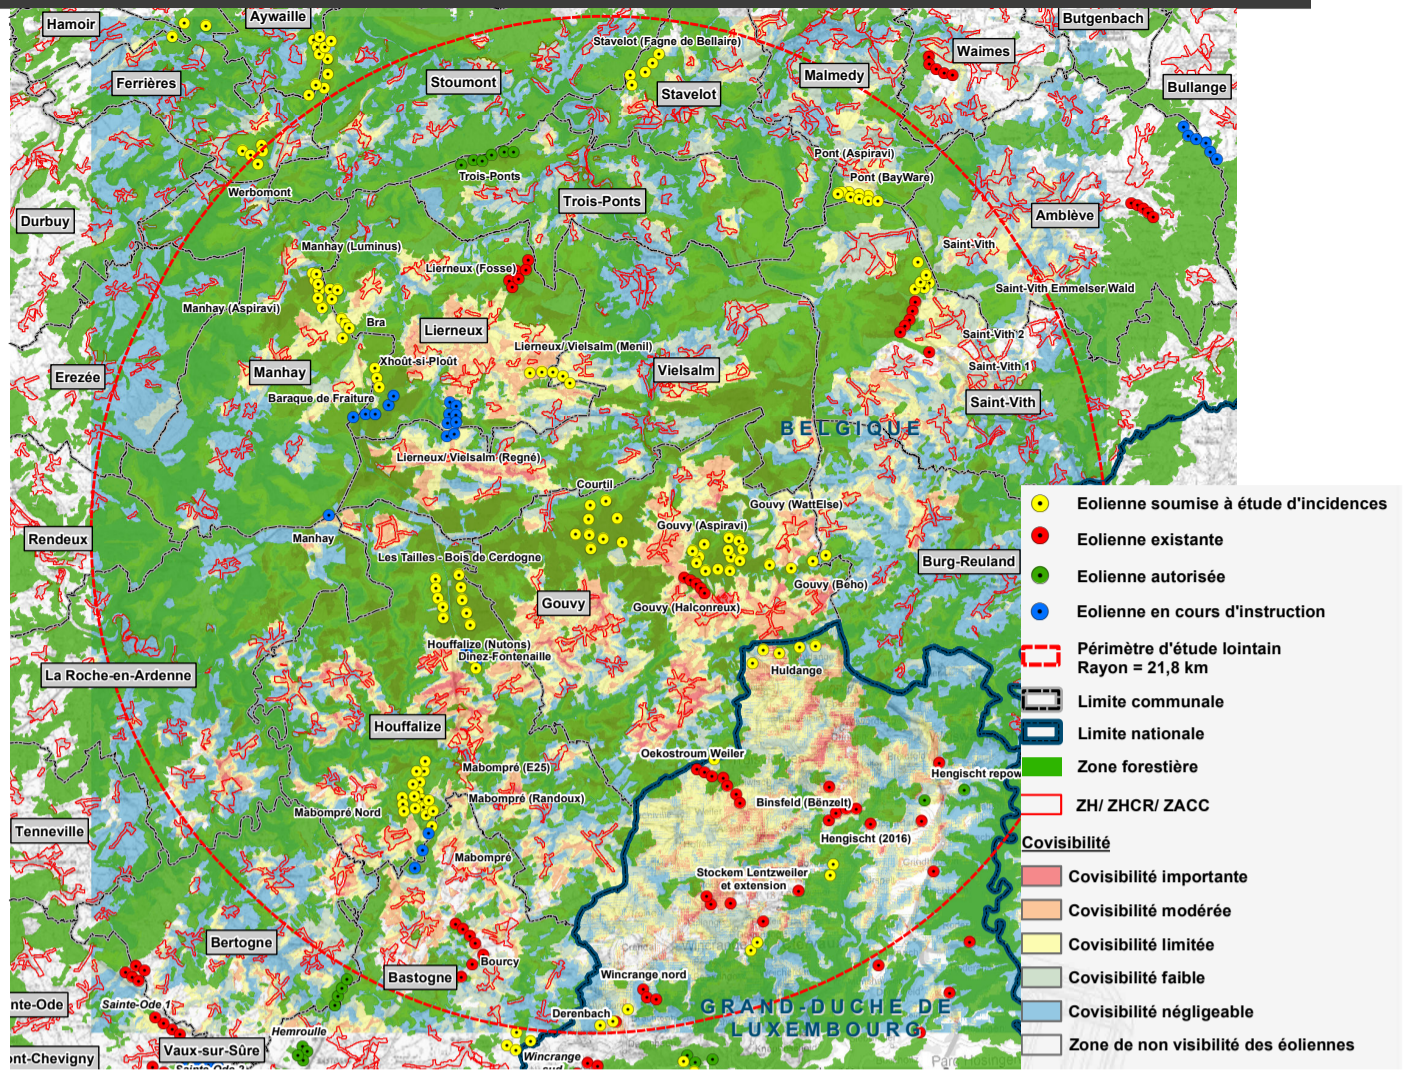 Hamoir
Aywaille
Butgenbach
Stavelot (Fagne de Bellaire)
Waimes
Ferrières
Stoumont
Malmedy
Stavelot
Bullange
Pont (Aspiravi)
Trois-Ponts
Pont (BayWare)
Werbomont
Trois-Ponts
Durbuy
Amblève
Manhay (Luminus)
Saint-Vith
Lierneux (Fosse)
Saint-Vith Emmelser Wald
Manhay (Aspiravi)
Bra
Lierneux
Saint-Vith 2
Lierneux/ Vielsalm (Menil)
Xhoût-si-Ploût
Saint-Vith 1
Erezée
Manhay
Vielsalm
Baraque de Fraiture
Saint-Vith
BELGIQUE
Lierneux/ Vielsalm (Regné)
Courtil
Gouvy (WattElse)
Gouvy (Aspiravi)
Rendeux
Manhay
Les Tailles - Bois de Cerdogne
Burg-Reuland
Gouvy (Beho)
Gouvy
Gouvy (Halconreux)
Houffalize (Nutons)
Dinez-Fontenaille
La Roche-en-Ardenne
Huldange
Houffalize
Oekostroum Weiler
Mabompré (E25)
Hengischt repow
Mabompré (Randoux)
Binsfeld (Bënzelt)
Mabompré Nord
Tenneville
Hengischt (2016)
Mabompré
Stockem Lentzweiler
et extension
Bertogne
Bourcy
Bastogne
Wincrange nord
Sainte-Ode 1
nte-Ode
GRAND-DUCHE DE
LUXEMBOURG
Derenbach
Hemroulle
Vaux-sur-Sûre
ont-Chevigny
Wincrange
sud
Sainte-Ode 2
Parc Hosingen
Eolienne soumise à étude d'incidences
Eolienne existante
Eolienne autorisée
Eolienne en cours d'instruction
Périmètre d'étude lointain
Rayon = 21,8 km
Limite communale
Limite nationale
Zone forestière
ZH/ ZHCR/ ZACC
Covisibilité
Covisibilité importante
Covisibilité modérée
Covisibilité limitée
Covisibilité faible
Covisibilité négligeable
Zone de non visibilité des éoliennes